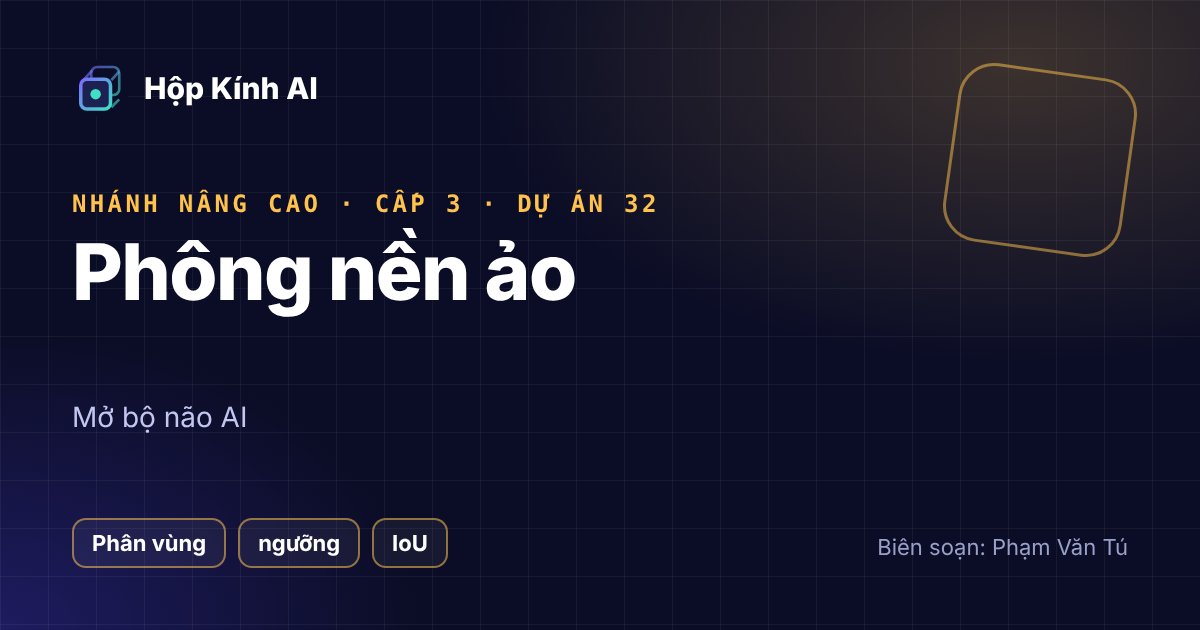 Hộp Kính AI
NHÁNH NÂNG CAO · CẤP 3 · DỰ ÁN 32
Phông nền ảo
Mở bộ não AI
Phân vùng
ngưỡng
IoU
Biên soạn: Phạm Văn Tú